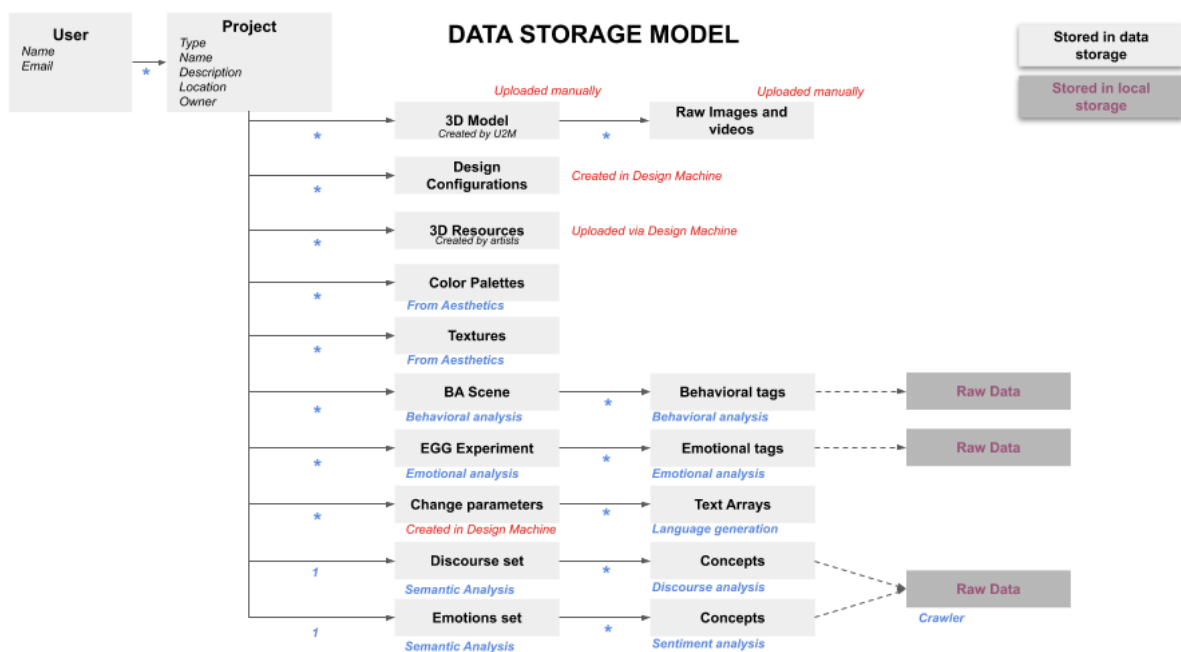 DATA STORAGE MODEL
User
Name
Email
*
Project
Type
Name
Description
Location
Owner
Stored in data
storage
Stored in local
storage
Uploaded manually
Uploaded manually
*
3D Model
Created by U2M
*
Raw Images and
videos
*
Design
Configurations
Created in Design Machine
*
3D Resources
Created by artists
Uploaded via Design Machine
*
Color Palettes
From Aesthetics
*
Textures
From Aesthetics
*
BA Scene
Behavioral analysis
*
Behavioral tags
Behavioral analysis
Raw Data
*
EGG Experiment
Emotional analysis
*
Emotional tags
Emotional analysis
Raw Data
*
Change parameters
Created in Design Machine
*
Text Arrays
Language generation
1
Discourse set
Semantic Analysis
*
Concepts
Discourse analysis
Raw Data
Crawler
1
Emotions set
Semantic Analysis
*
Concepts
Sentiment analysis